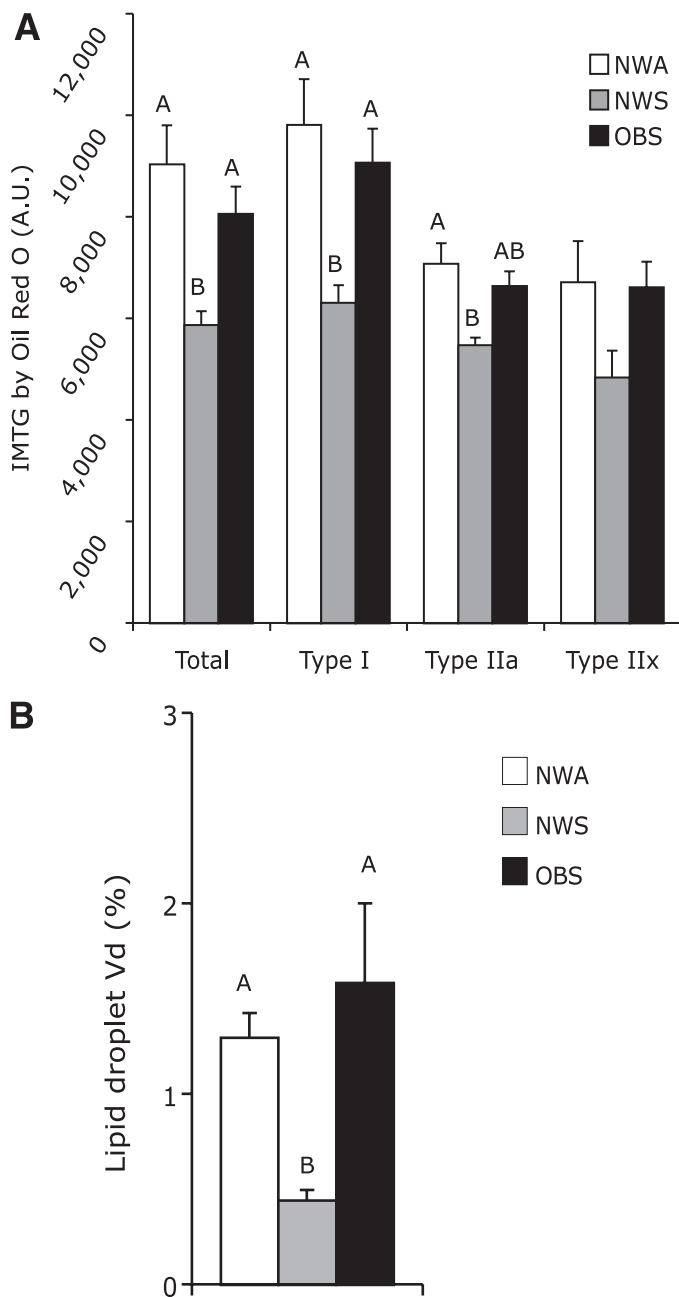 A
IMTG by Oil Red O (A.U.)
12,000
10,000
8,000
6,000
4,000
2,000
0
NWA
NWS
OBS
A
B
A
A
B
A
A
B
AB
Total
Type I
Type IIa
Type IIx
B
Lipid droplet Vd (%)
3
2
1
0
NWA
NWS
OBS
A
B
A